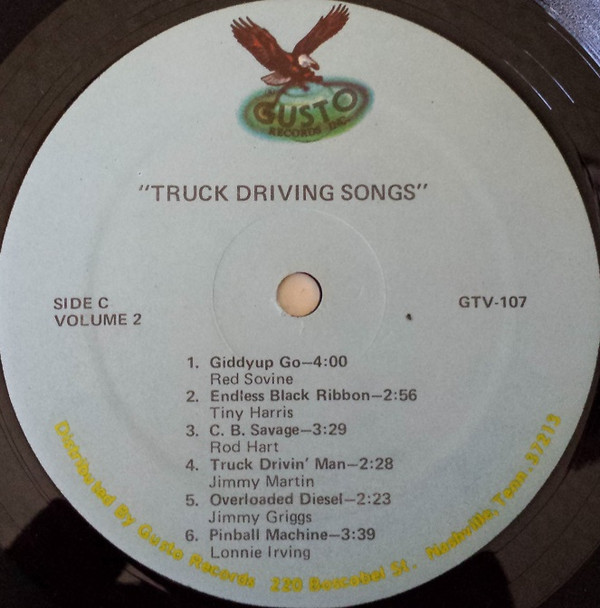 GUSTO
RECORDS INC.
"TRUCK DRIVING SONGS"
SIDE C
VOLUME 2
GTV-107
1. Giddyup Go—4:00
Red Sovine
2. Endless Black Ribbon—2:56
Tiny Harris
3. C. B. Savage—3:29
Rod Hart
4. Truck Drivin' Man—2:28
Jimmy Martin
5. Overloaded Diesel—2:23
Jimmy Griggs
6. Pinball Machine—3:39
Lonnie Irving
Distributed By Gusto Records 220 Boscobel St. Nashville, Tenn. 37213